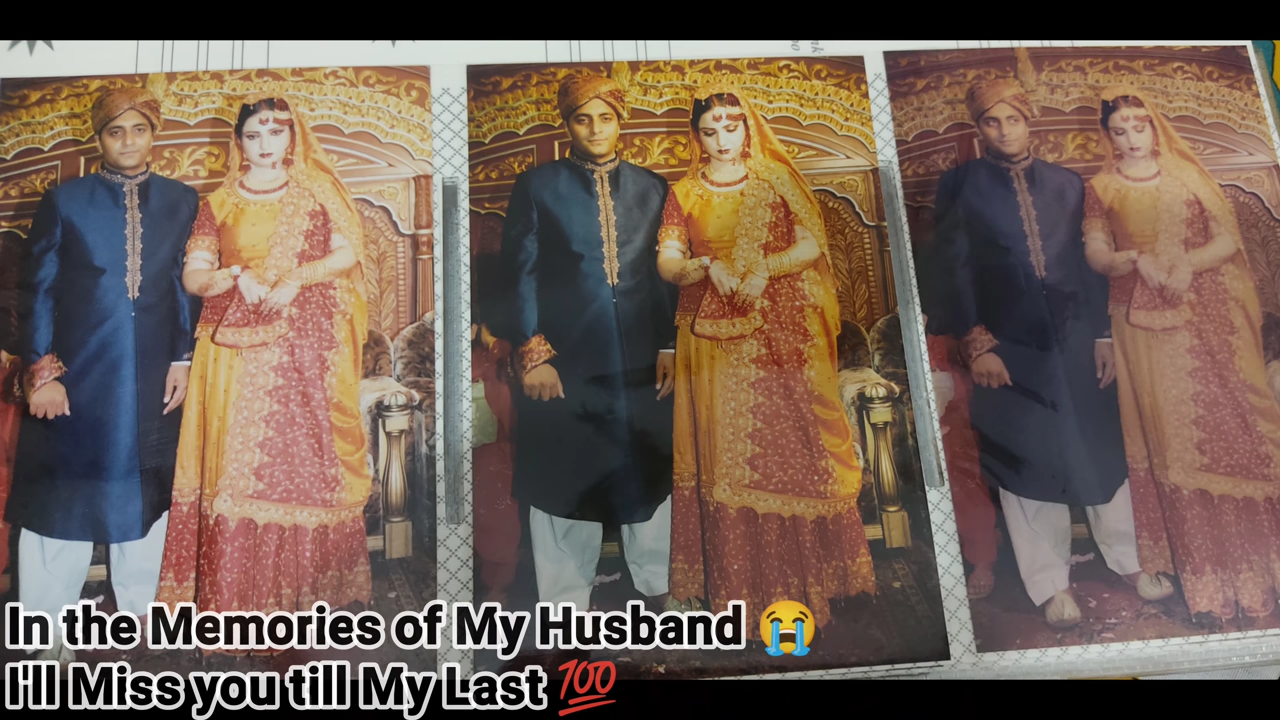 In the Memories of My Husband 😭
I'll Miss you till My Last 💯